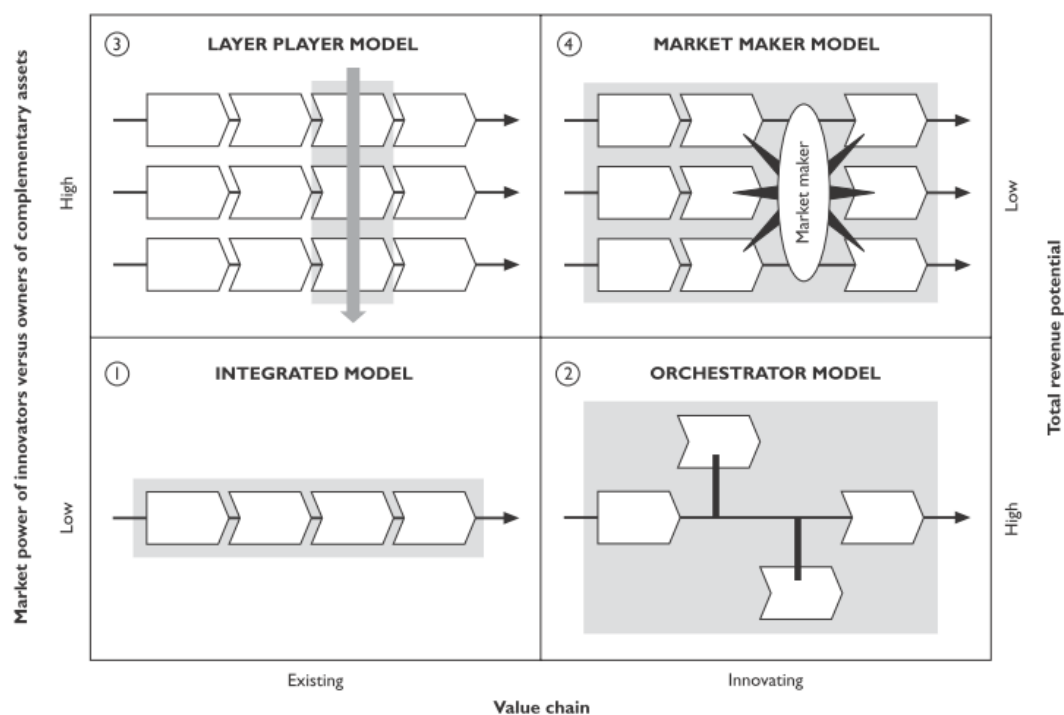 ③ LAYER PLAYER MODEL
④ MARKET MAKER MODEL
Market maker
① INTEGRATED MODEL
② ORCHESTRATOR MODEL
Market power of innovators versus owners of complementary assets
High
Low
Low
High
Total revenue potential
Existing
Innovating
Value chain